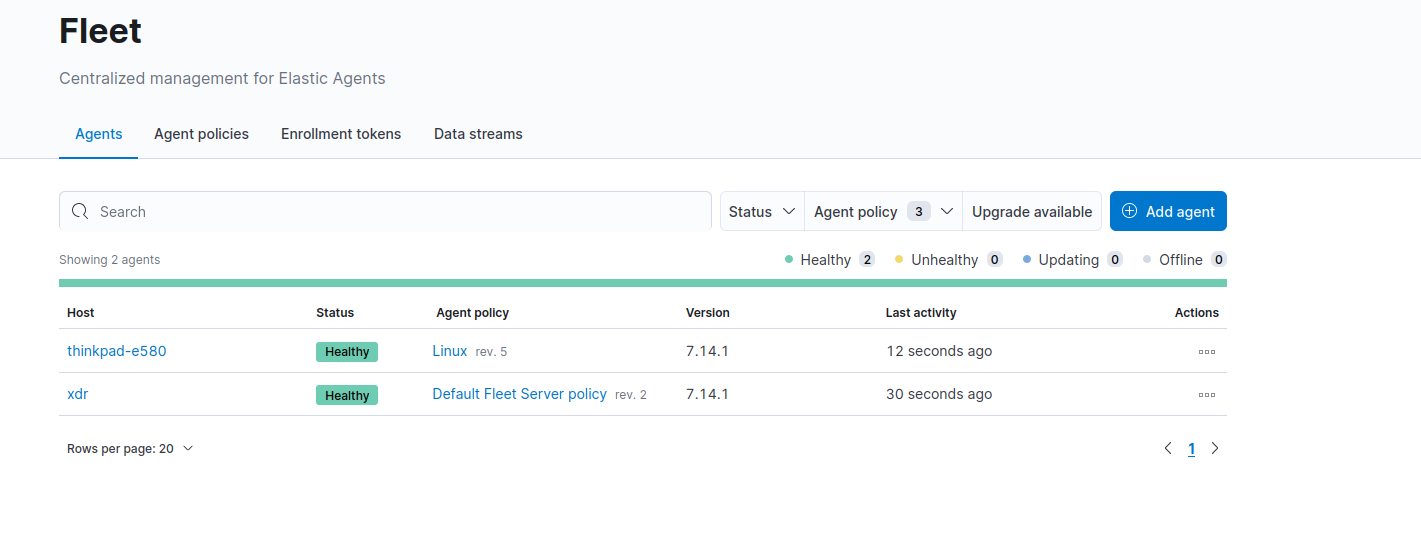 Fleet
Centralized management for Elastic Agents
Agents Agent policies Enrollment tokens Data streams
Search Status Agent policy 3 Upgrade available Add agent
Showing 2 agents Healthy 2 Unhealthy 0 Updating 0 Offline 0
Host Status Agent policy Version Last activity Actions
thinkpad-e580 Healthy Linux rev. 5 7.14.1 12 seconds ago
xdr Healthy Default Fleet Server policy rev. 2 7.14.1 30 seconds ago
Rows per page: 20 1